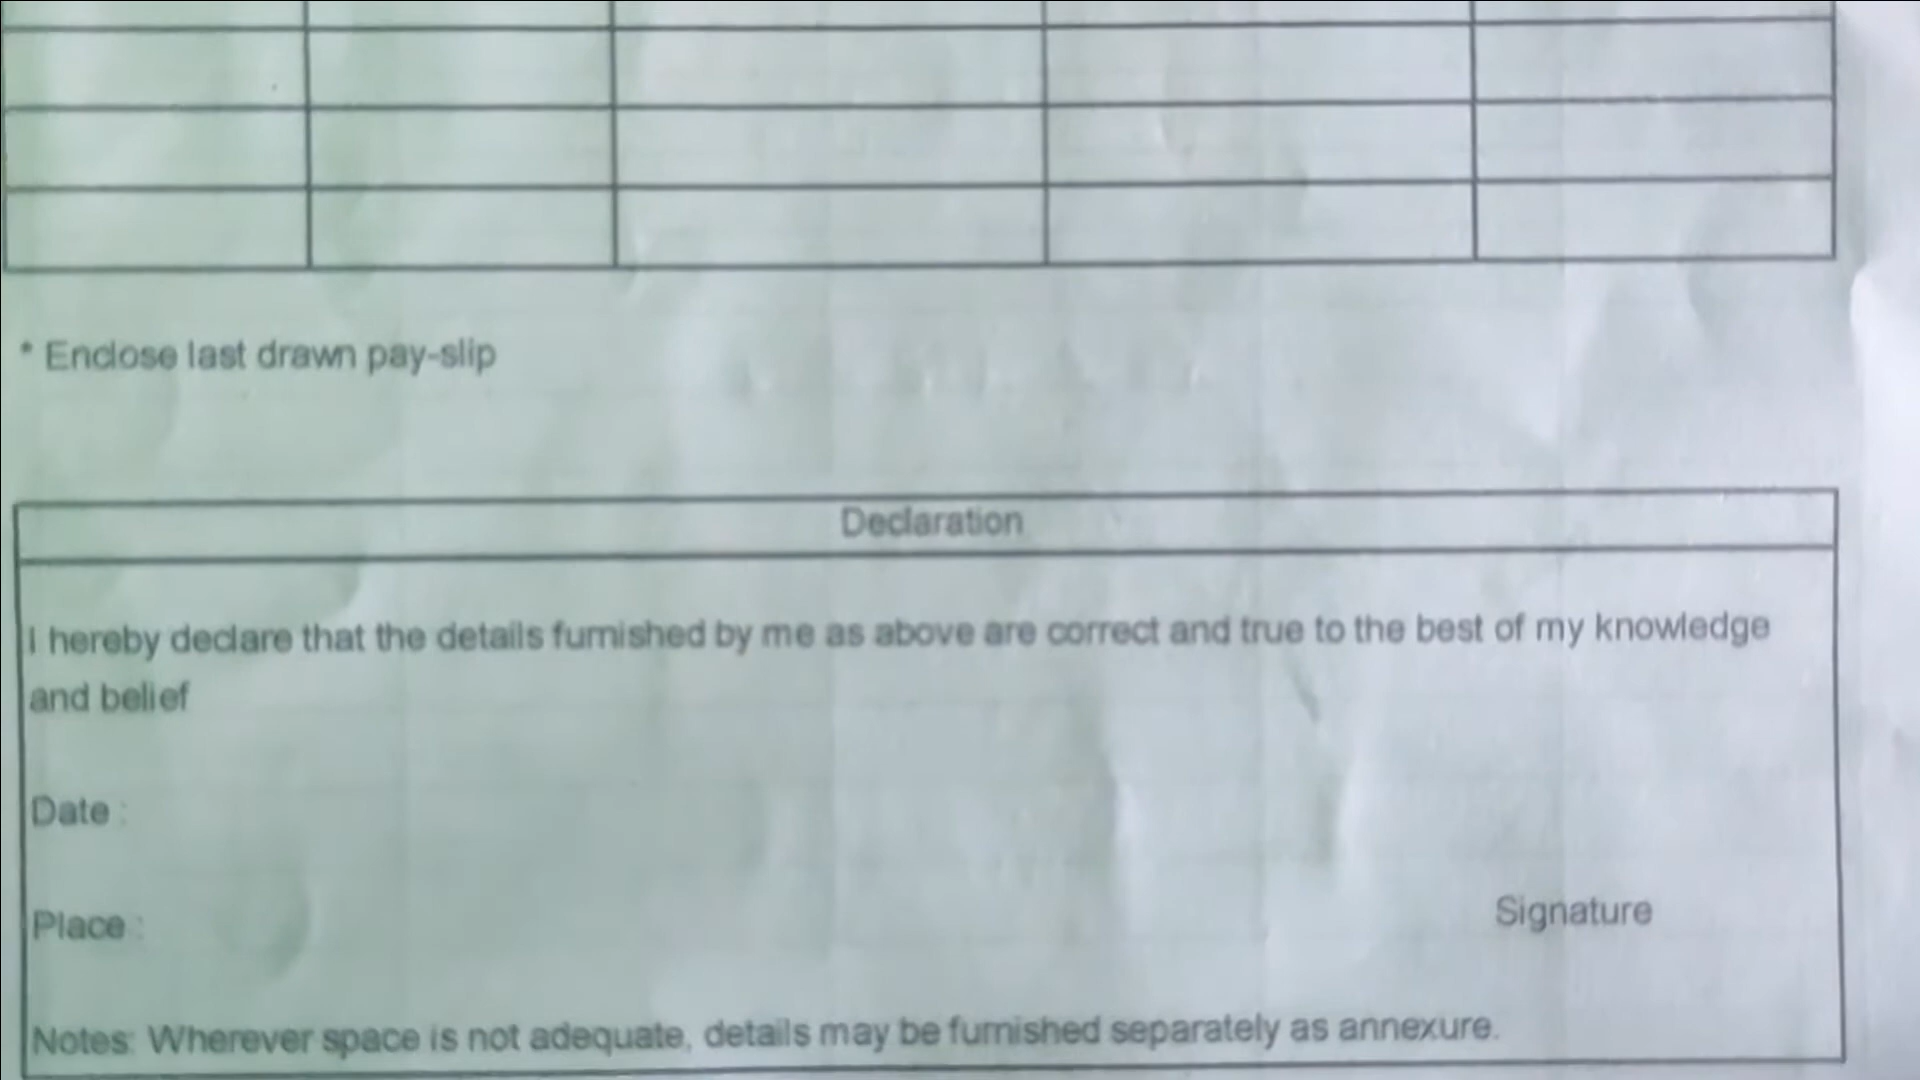 * Enclose last drawn pay-slip
Declaration
I hereby declare that the details furnished by me as above are correct and true to the best of my knowledge
and belief
Date :
Place :
Signature
Notes: Wherever space is not adequate, details may be furnished separately as annexure.